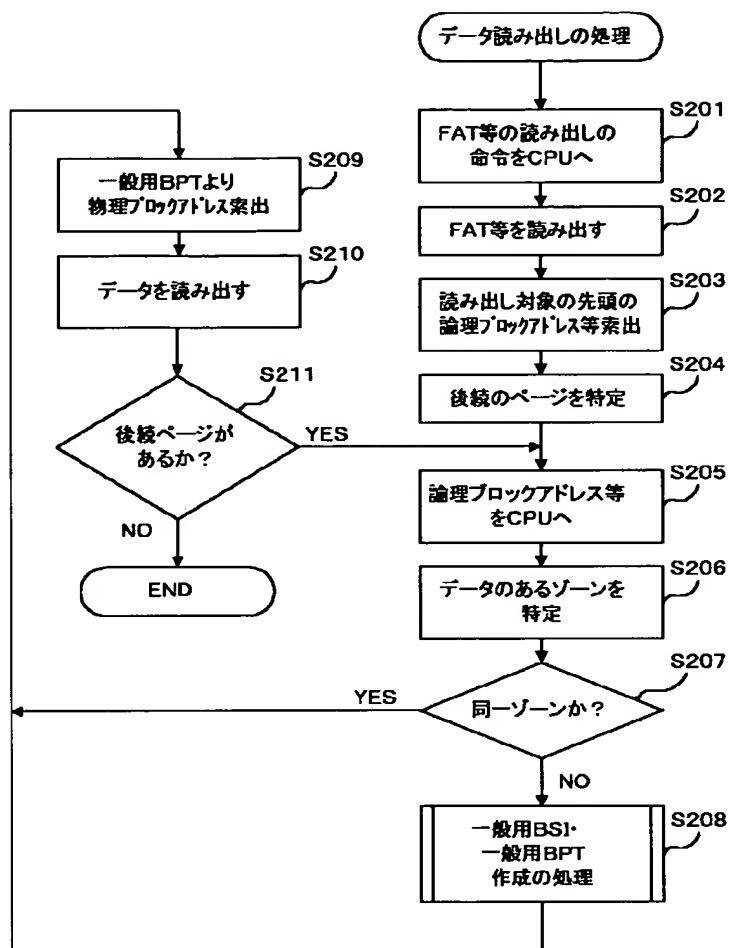 データ読み出しの処理
S201
FAT等の読み出しの
命令をCPUへ
S202
FAT等を読み出す
S203
読み出し対象の先頭の
論理ブロックアドレス等索出
S204
後続のページを特定
S205
論理ブロックアドレス等
をCPUへ
S206
データのあるゾーンを
特定
S207
同一ゾーンか?
YES
NO
S208
一般用BSI・
一般用BPT
作成の処理
S209
一般用BPTより
物理ブロックアドレス索出
S210
データを読み出す
S211
後続ページが
あるか?
YES
NO
END